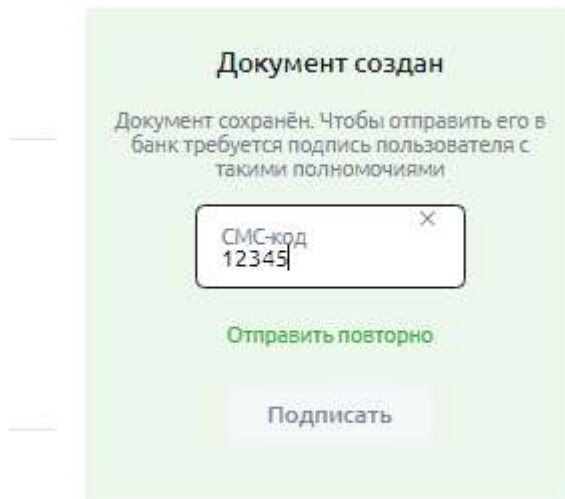 Документ создан
Документ сохранён. Чтобы отправить его в
банк требуется подпись пользователя с
такими полномочиями
СМС-код
12345
Отправить повторно
Подписать